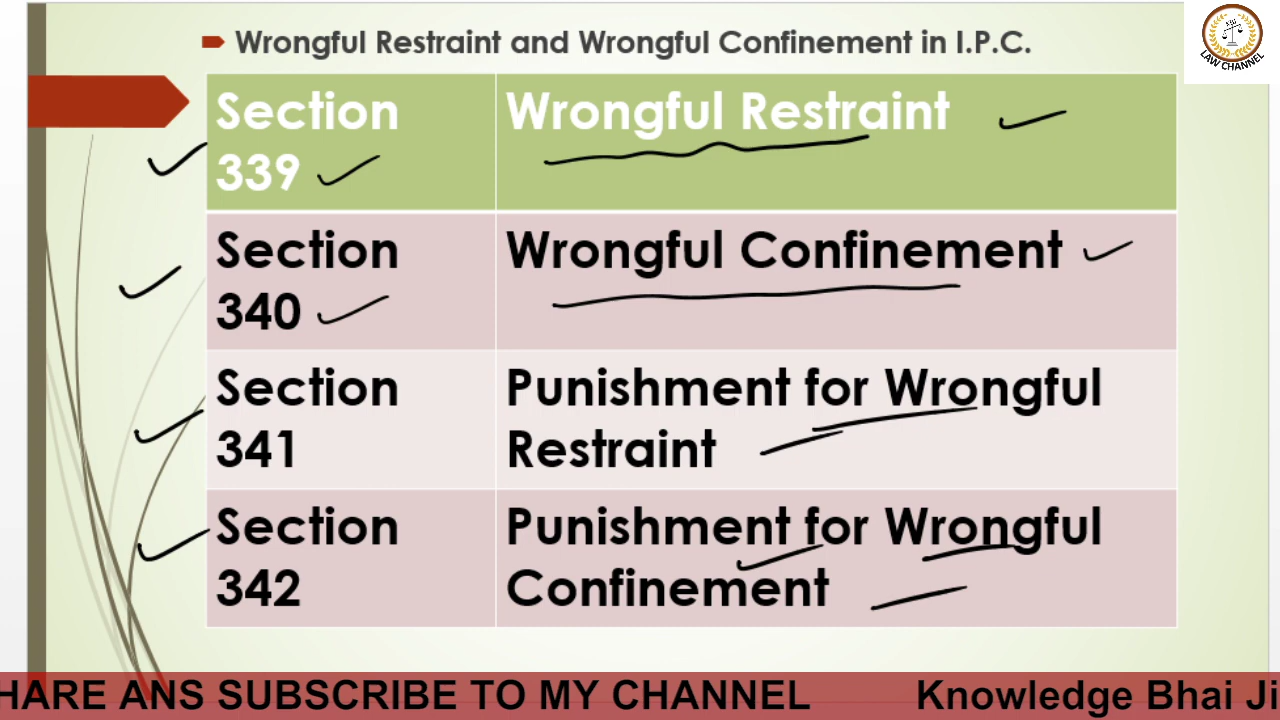 Wrongful Restraint and Wrongful Confinement in I.P.C.
LAW CHANNEL
Section
339
Wrongful Restraint
Section
340
Wrongful Confinement
Section
341
Punishment for Wrongful
Restraint
Section
342
Punishment for Wrongful
Confinement
HARE ANS SUBSCRIBE TO MY CHANNEL Knowledge Bhai Ji